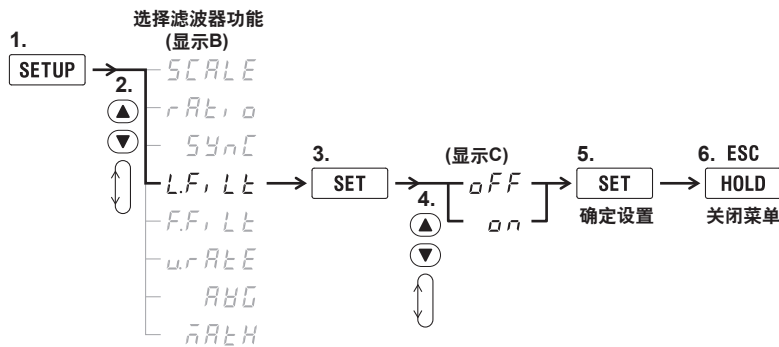 选择滤波器功能
(显示B)
1.
SETUP
2.
SCALE
rAtio
SYnC
L.FiLt
F.FiLt
u.rAtE
AVG
MAtH
3.
SET
(显示C)
4.
oFF
on
5.
SET
确定设置
6. ESC
HOLD
关闭菜单